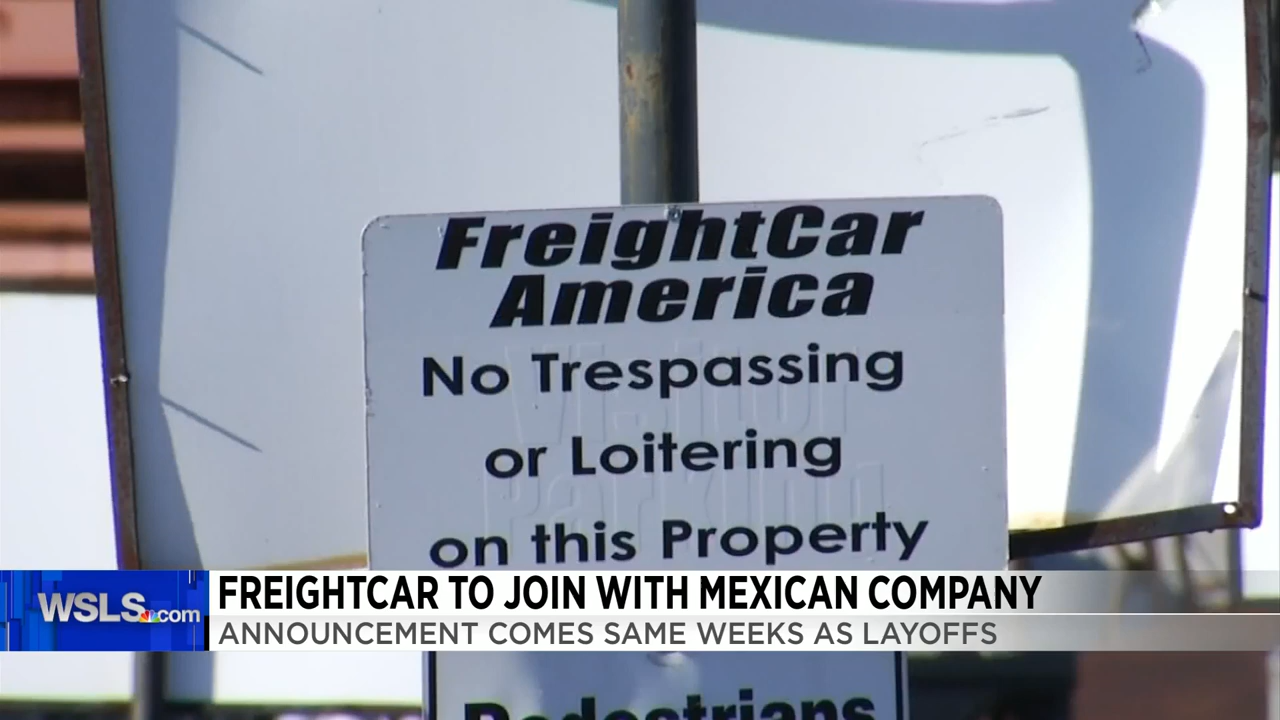 FreightCar
America
No Trespassing
or Loitering
on this Property
WSLS.com
FREIGHTCAR TO JOIN WITH MEXICAN COMPANY
ANNOUNCEMENT COMES SAME WEEKS AS LAYOFFS
Pedestrians